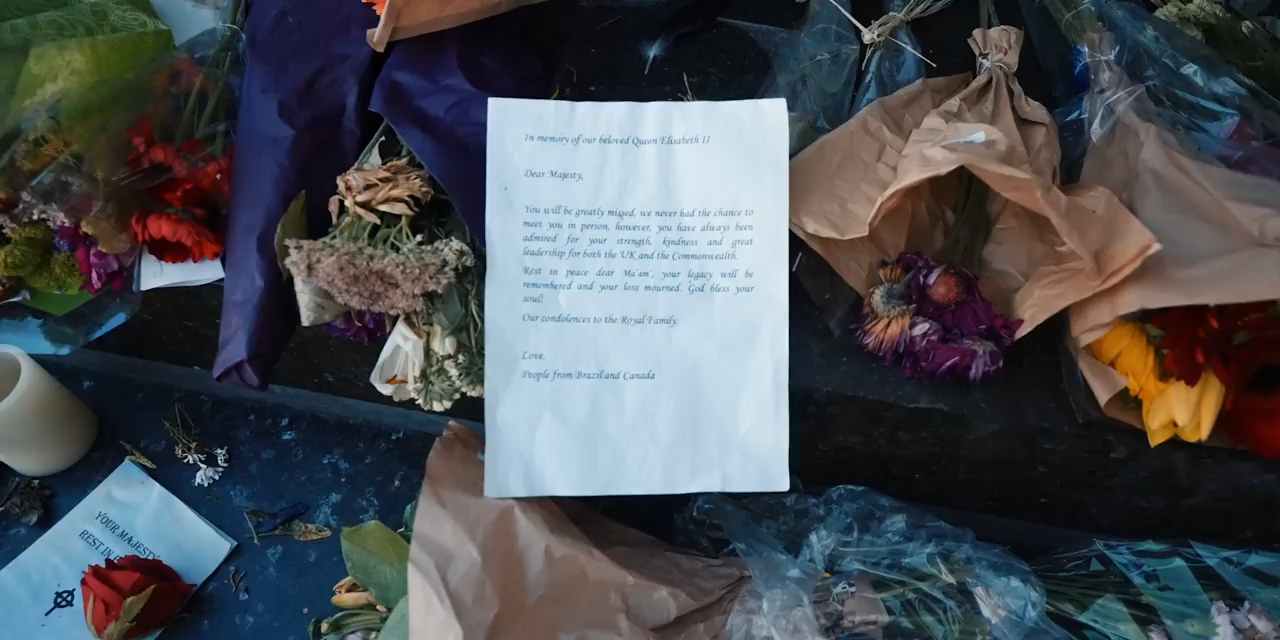 In memory of our beloved Queen Elisabeth II
Dear Majesty,
You will be greatly missed, we never had the chance to
meet you in person, however, you have always been
admired for your strength, kindness and great
leadership for both the UK and the Commonwealth.
Rest in peace dear Ma'am, your legacy will be
remembered and your loss mourned. God bless your
soul!
Our condolences to the Royal Family.
Love,
People from Brazil and Canada
YOUR MAJESTY
REST IN